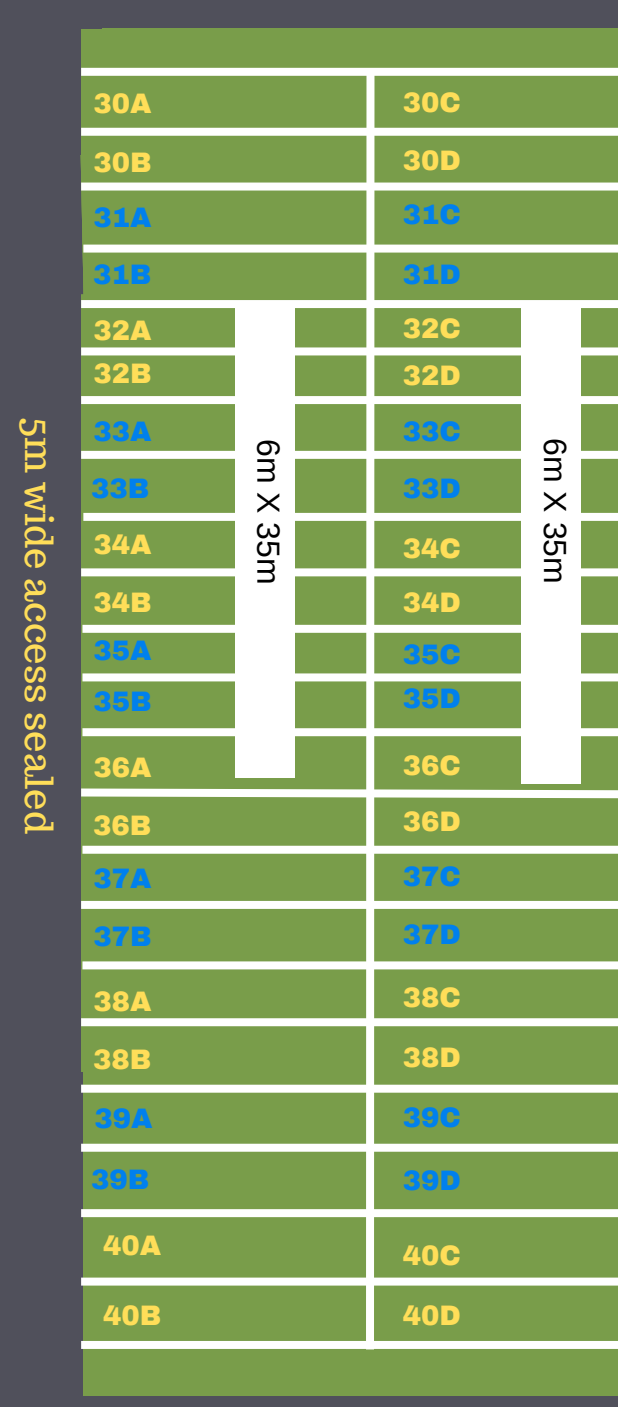 30A 30C
30B 30D
31A 31C
31B 31D
32A 32C
32B 32D
33A 33C
33B 33D
34A 34C
34B 34D
35A 35C
35B 35D
36A 36C
36B 36D
37A 37C
37B 37D
38A 38C
38B 38D
39A 39C
39B 39D
40A 40C
40B 40D
5m wide access sealed
6m X 35m
6m X 35m